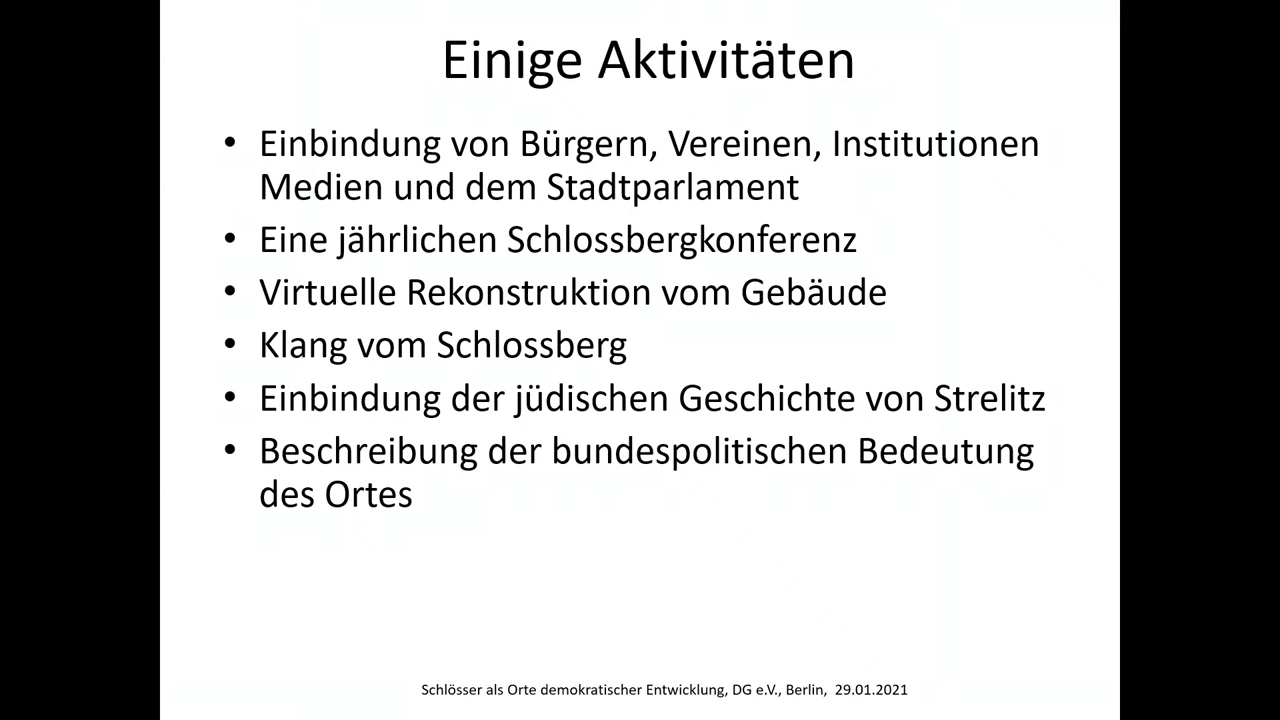 Einige Aktivitäten
• Einbindung von Bürgern, Vereinen, Institutionen
Medien und dem Stadtparlament
• Eine jährlichen Schlossbergkonferenz
• Virtuelle Rekonstruktion vom Gebäude
• Klang vom Schlossberg
• Einbindung der jüdischen Geschichte von Strelitz
• Beschreibung der bundespolitischen Bedeutung
des Ortes
Schlösser als Orte demokratischer Entwicklung, DG e.V., Berlin, 29.01.2021